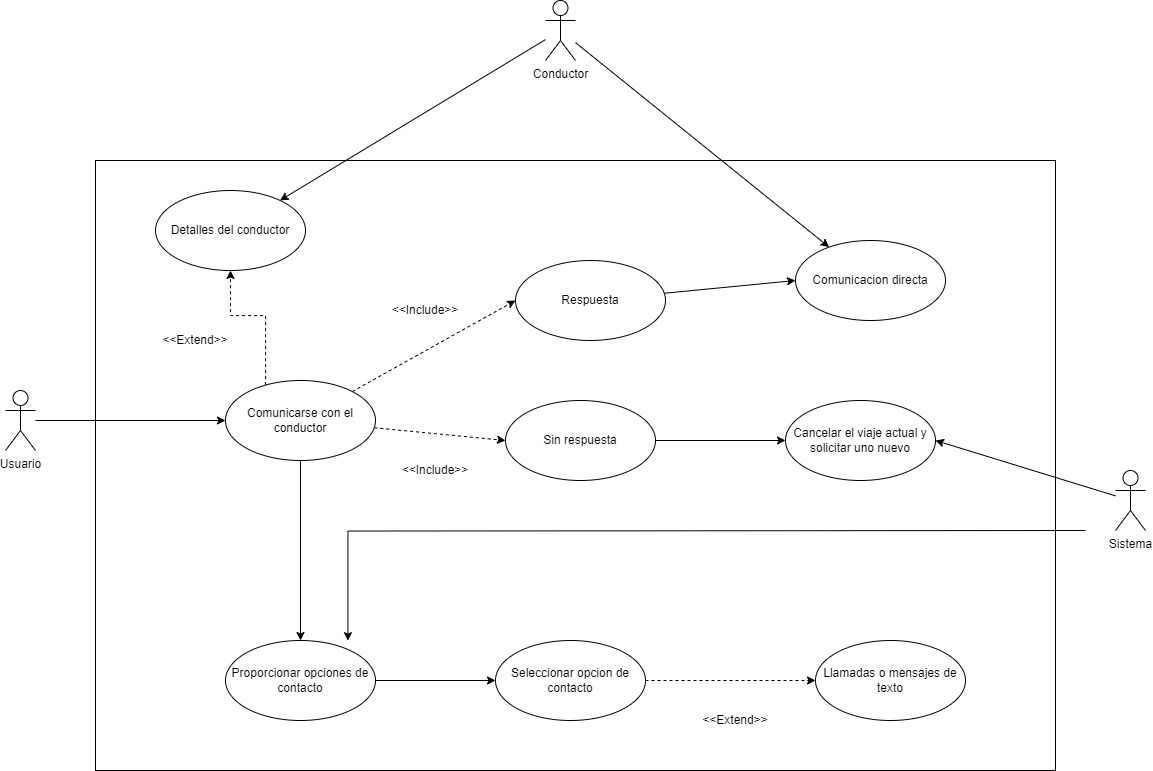 Conductor
Detalles del conductor
Comunicacion directa
Respuesta
<<Include>>
<<Extend>>
Comunicarse con el
conductor
Sin respuesta
Cancelar el viaje actual y
solicitar uno nuevo
Usuario
<<Include>>
Sistema
Proporcionar opciones de
contacto
Seleccionar opcion de
contacto
Llamadas o mensajes de
texto
<<Extend>>